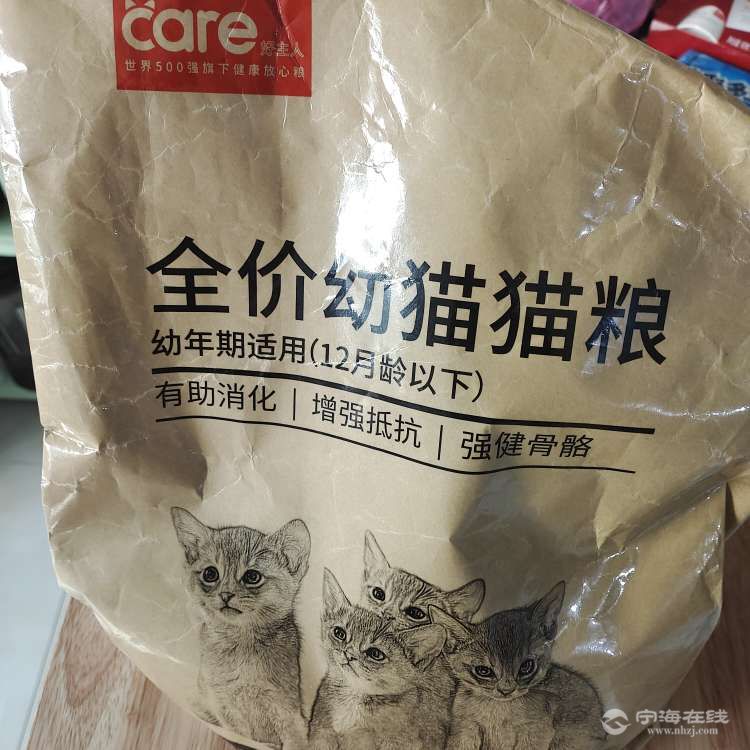 care 好主人
世界500强旗下健康放心粮
全价幼猫猫粮
幼年期适用(12月龄以下)
有助消化 | 增强抵抗 | 强健骨骼
宁海在线
www.nhzj.com